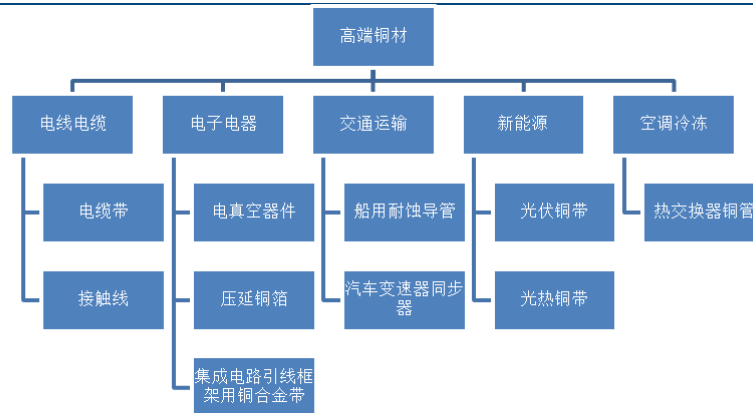 高端铜材
电线电缆
电子电器
交通运输
新能源
空调冷冻
电缆带
电真空器件
船用耐蚀导管
光伏铜带
热交换器铜管
接触线
压延铜箔
汽车变速器同步
器
光热铜带
集成电路引线框
架用铜合金带